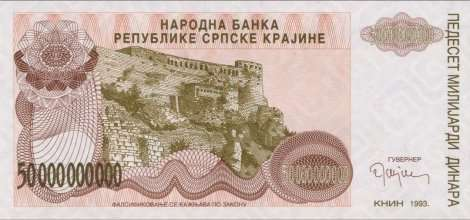 НАРОДНА БАНКА
РЕПУБЛИКЕ СРПСКЕ КРАЈИНЕ
ПЕДЕСЕТ МИЛИЈАРДИ ДИНАРА
50000000000
ГУВЕРНЕР
КНИН 1993.
ФАЛСИФИКОВАЊЕ СЕ КАЖЊАВА ПО ЗАКОНУ